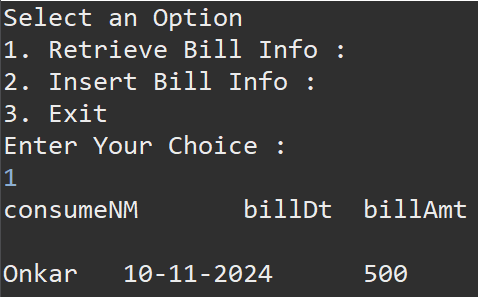 Select an Option
1. Retrieve Bill Info :
2. Insert Bill Info :
3. Exit
Enter Your Choice :
1
consumeNM billDt billAmt
Onkar 10-11-2024 500